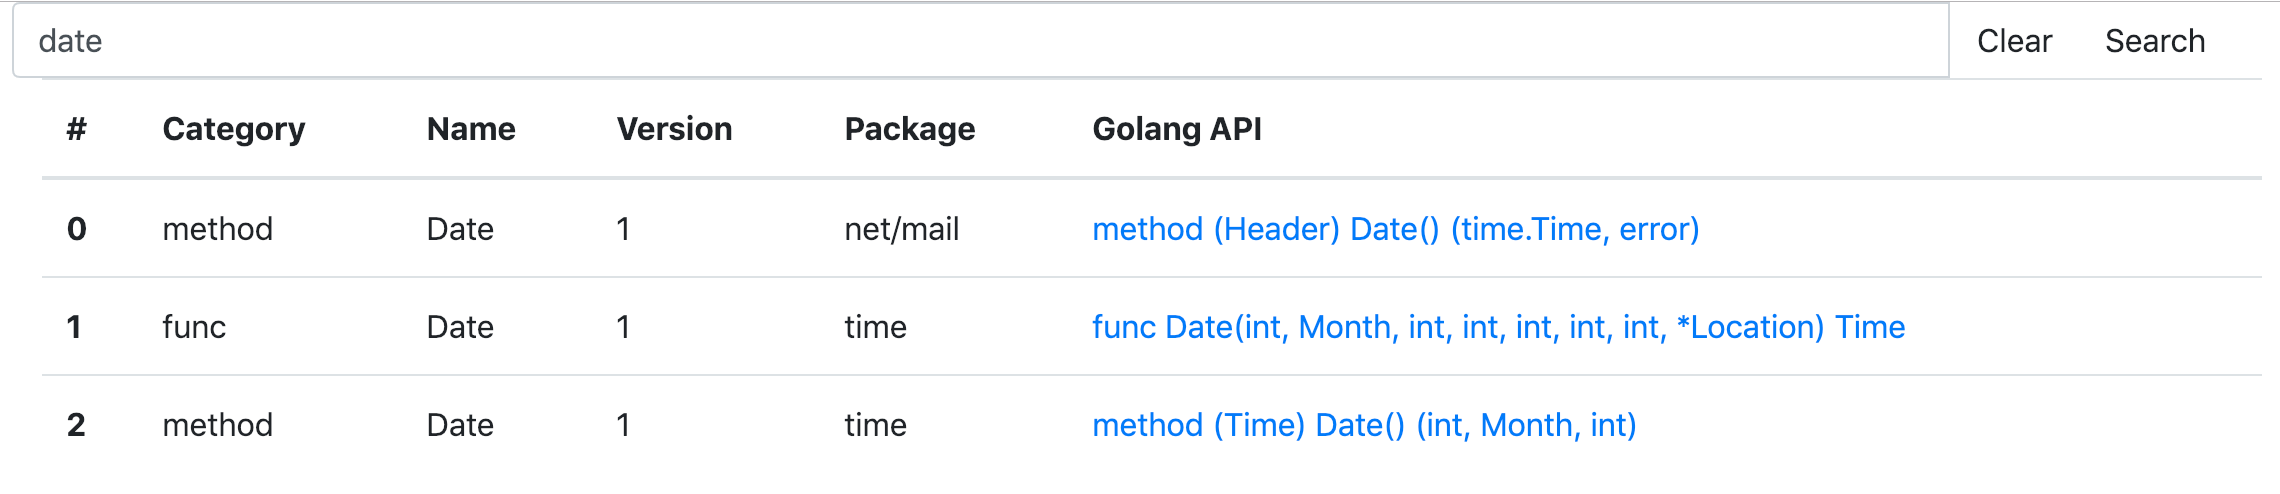 date Clear Search
# Category Name Version Package Golang API
0 method Date 1 net/mail method (Header) Date() (time.Time, error)
1 func Date 1 time func Date(int, Month, int, int, int, int, int, *Location) Time
2 method Date 1 time method (Time) Date() (int, Month, int)